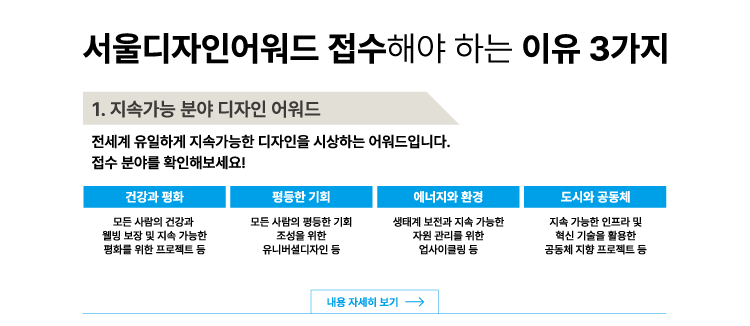 서울디자인어워드 접수해야 하는 이유 3가지
1. 지속가능 분야 디자인 어워드
전세계 유일하게 지속가능한 디자인을 시상하는 어워드입니다.
접수 분야를 확인해보세요!
건강과 평화
모든 사람의 건강과
웰빙 보장 및 지속 가능한
평화를 위한 프로젝트 등
평등한 기회
모든 사람의 평등한 기회
조성을 위한
유니버셜디자인 등
에너지와 환경
생태계 보전과 지속 가능한
자원 관리를 위한
업사이클링 등
도시와 공동체
지속 가능한 인프라 및
혁신 기술을 활용한
공동체 지향 프로젝트 등
내용 자세히 보기